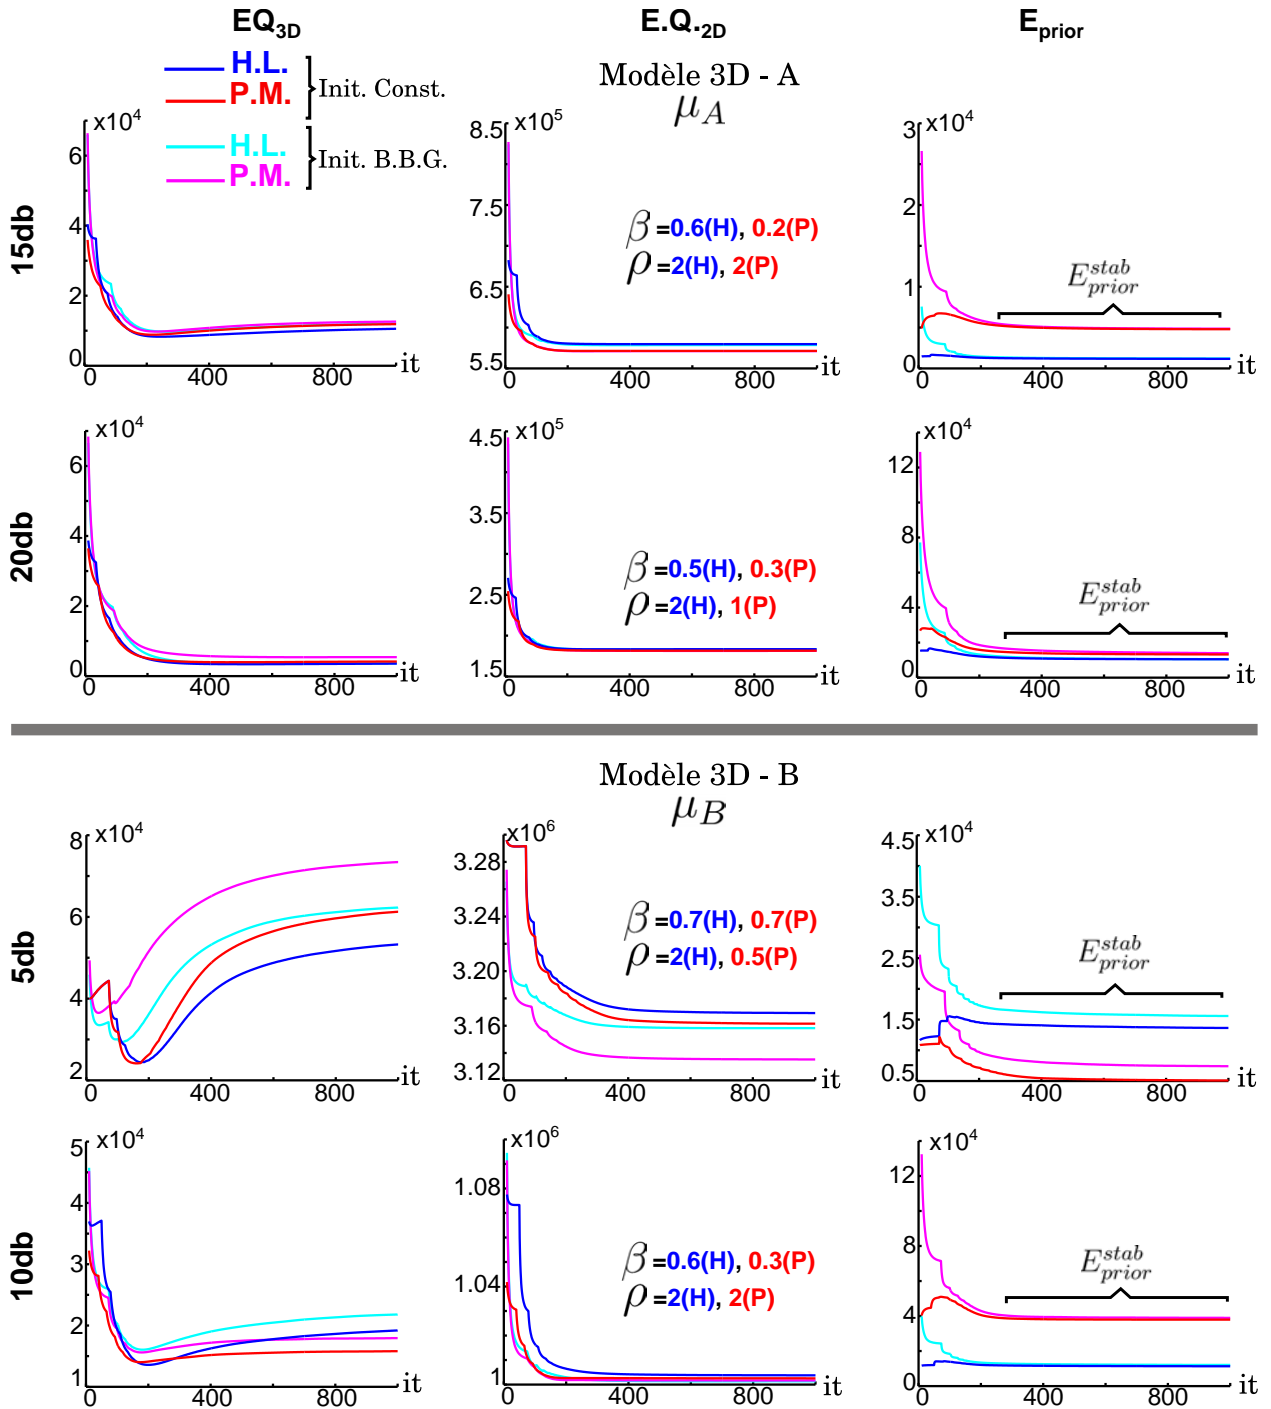 EQ3D
E.Q.2D
Eprior
H.L.
P.M.
Init. Const.
H.L.
P.M.
Init. B.B.G.
Modèle 3D - A
μA
15db
x10^4
6
4
2
0
0 400 800 it
x10^5
8.5
7.5
6.5
5.5
0 400 800 it
β=0.6(H), 0.2(P)
ρ=2(H), 2(P)
x10^4
3
2
1
0
0 400 800 it
E^stab_prior
20db
x10^4
6
4
2
0
0 400 800 it
x10^5
4.5
3.5
2.5
1.5
0 400 800 it
β=0.5(H), 0.3(P)
ρ=2(H), 1(P)
x10^4
12
8
4
0
0 400 800 it
E^stab_prior
Modèle 3D - B
μB
5db
x10^4
8
6
4
2
0 400 800 it
x10^6
3.28
3.24
3.20
3.16
3.12
0 400 800 it
β=0.7(H), 0.7(P)
ρ=2(H), 0.5(P)
x10^4
4.5
3.5
2.5
1.5
0.5
0 400 800 it
E^stab_prior
10db
x10^4
5
4
3
2
1
0 400 800 it
x10^6
1.08
1.04
1
0 400 800 it
β=0.6(H), 0.3(P)
ρ=2(H), 2(P)
x10^4
12
8
4
0
0 400 800 it
E^stab_prior